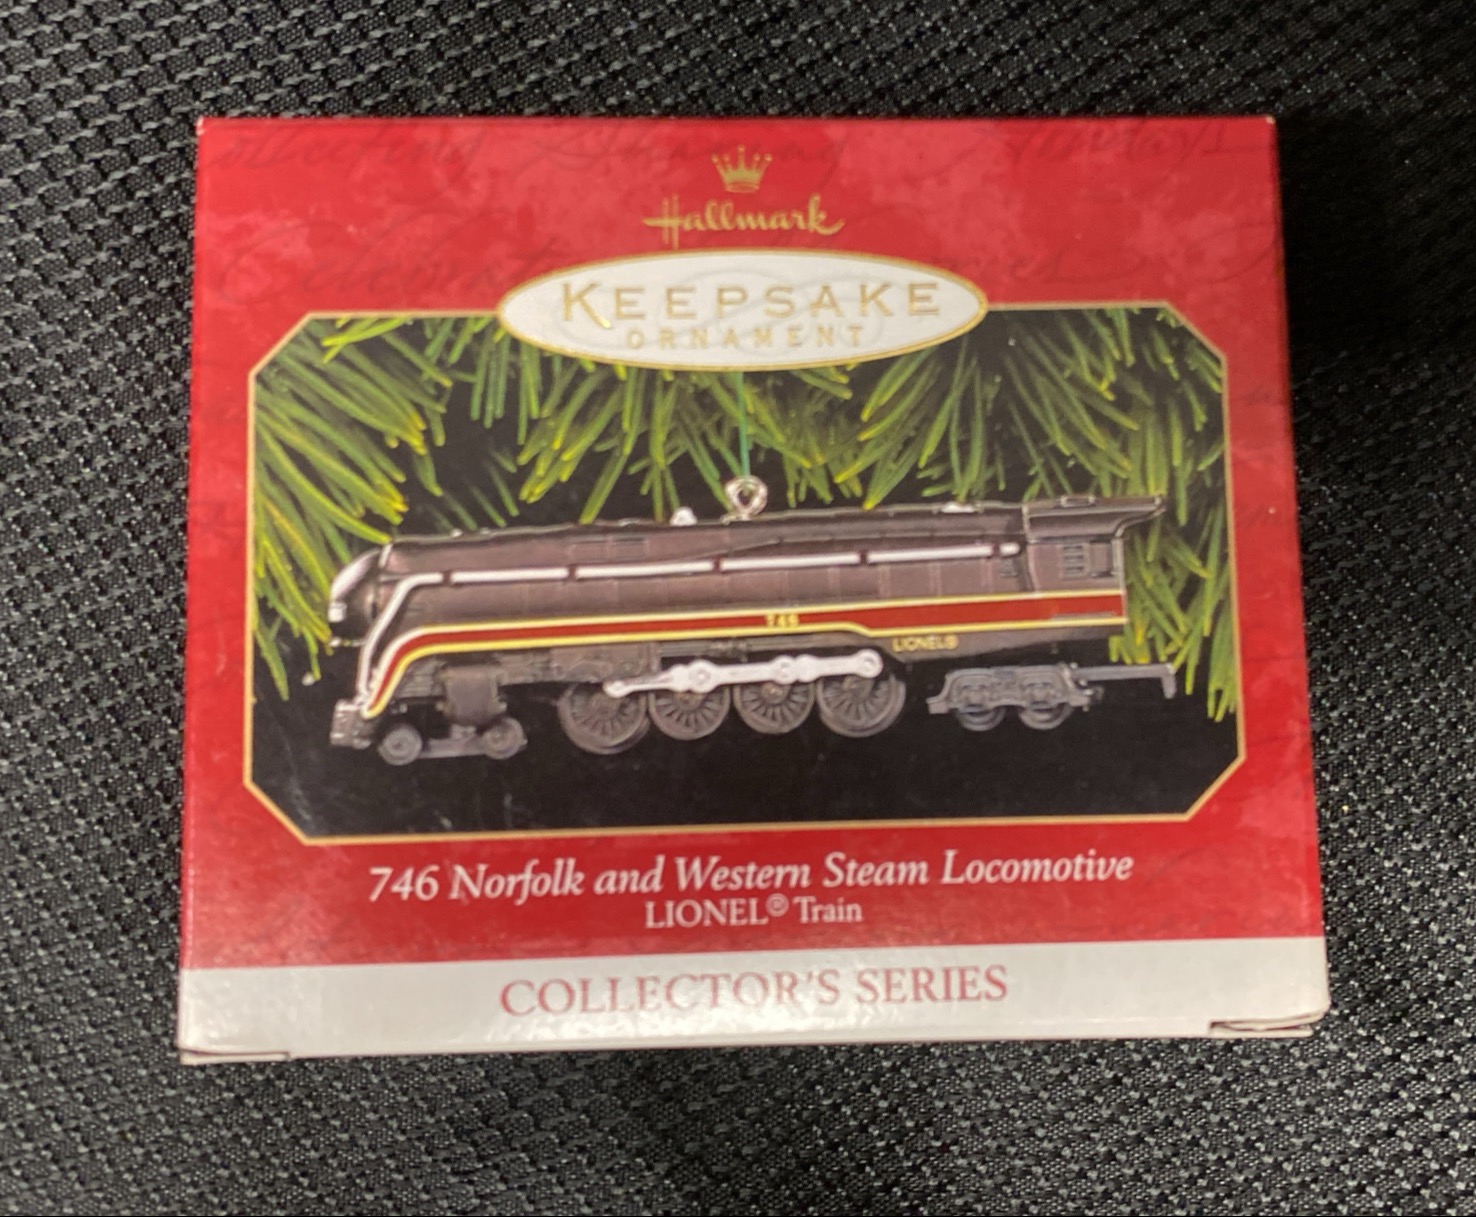 Hallmark
KEEPSAKE
ORNAMENT
746
LIONEL®
746 Norfolk and Western Steam Locomotive
LIONEL® Train
COLLECTOR'S SERIES